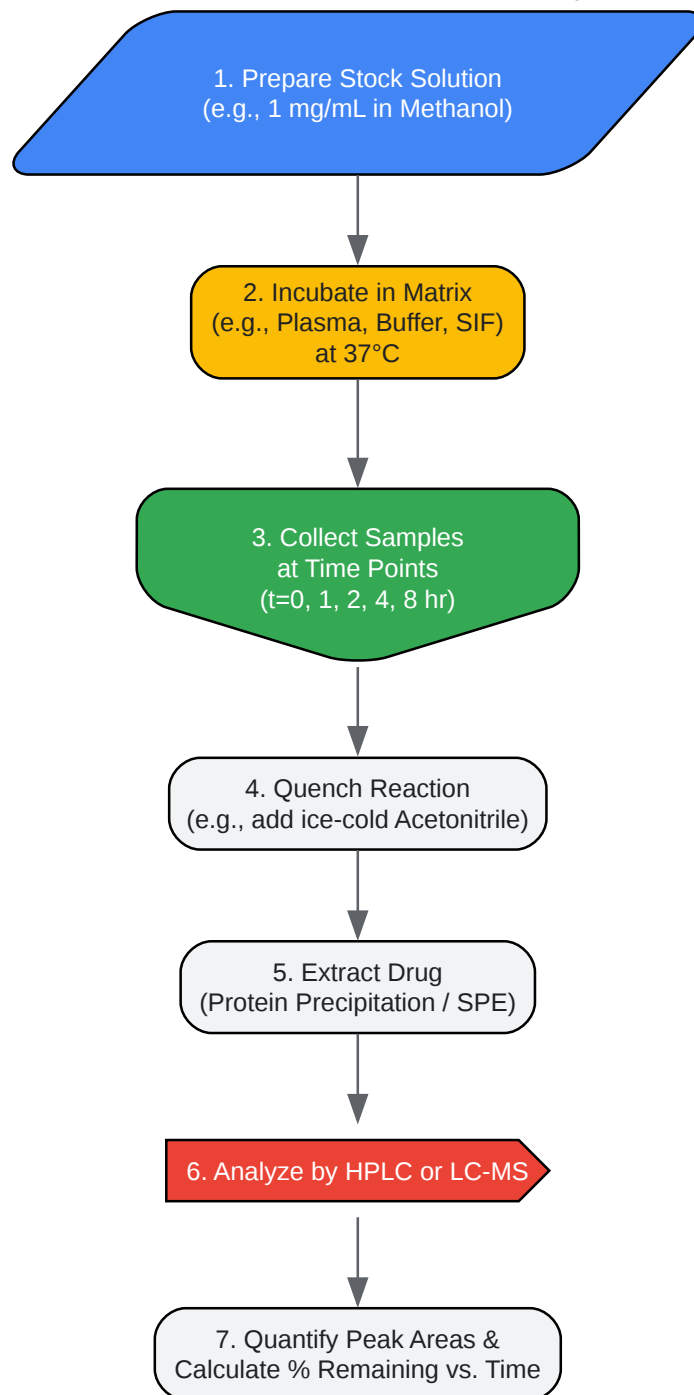 1. Prepare Stock Solution
(e.g., 1 mg/mL in Methanol)
2. Incubate in Matrix
(e.g., Plasma, Buffer, SIF)
at 37°C
3. Collect Samples
at Time Points
(t=0, 1, 2, 4, 8 hr)
4. Quench Reaction
(e.g., add ice-cold Acetonitrile)
5. Extract Drug
(Protein Precipitation / SPE)
6. Analyze by HPLC or LC-MS
7. Quantify Peak Areas &
Calculate % Remaining vs. Time